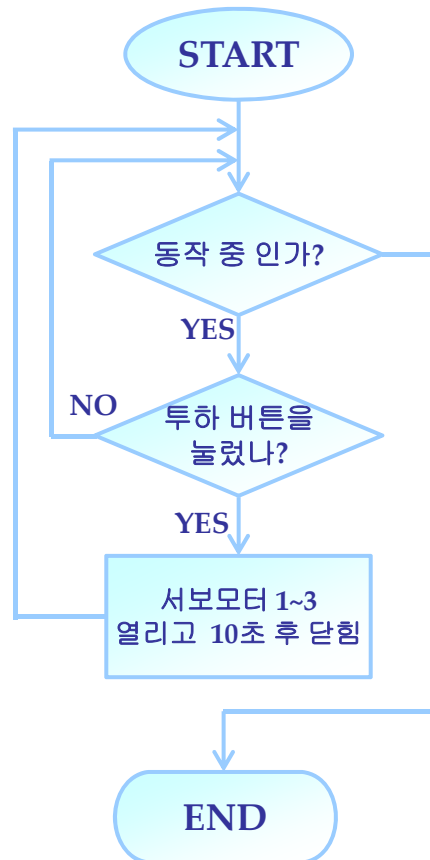 START
동작 중 인가?
YES
NO
투하 버튼을
눌렀나?
YES
서보모터 1~3
열리고 10초 후 닫힘
END